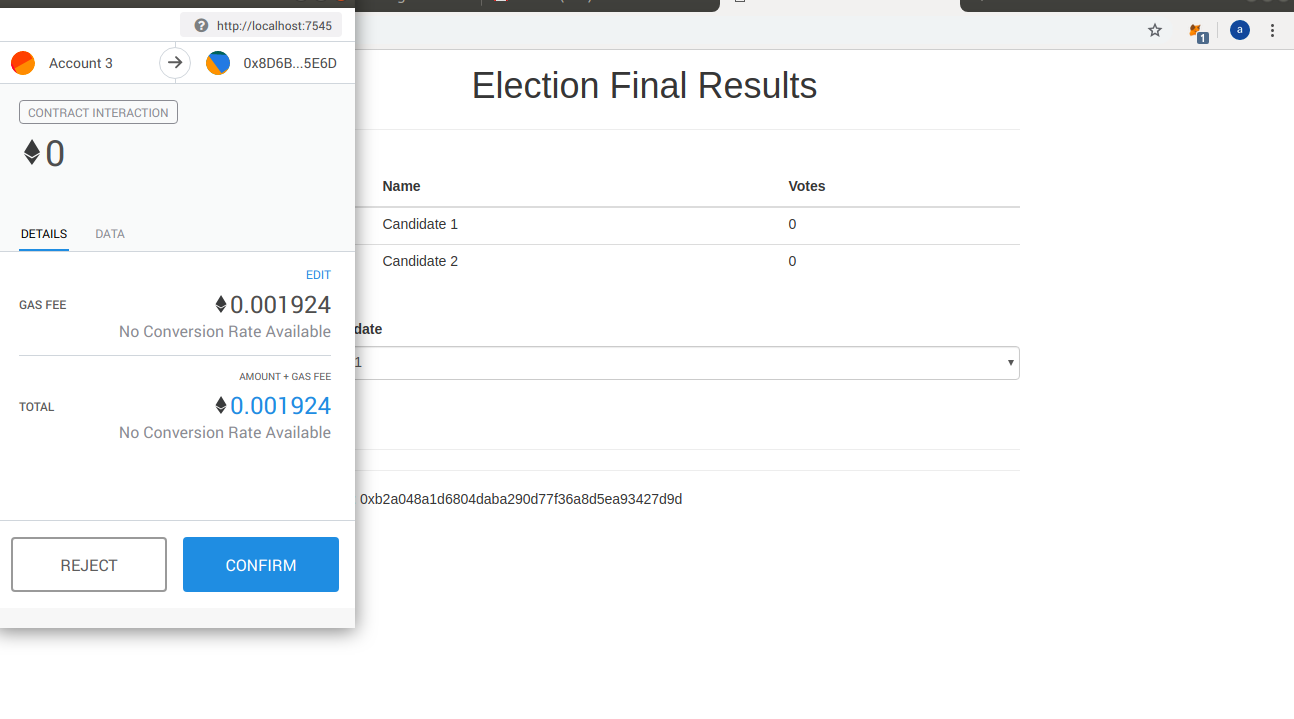 http://localhost:7545
Account 3
0x8D6B...5E6D
CONTRACT INTERACTION
0
DETAILS
DATA
EDIT
GAS FEE
0.001924
No Conversion Rate Available
AMOUNT + GAS FEE
TOTAL
0.001924
No Conversion Rate Available
REJECT
CONFIRM
1
a
Election Final Results
Name
Votes
Candidate 1
0
Candidate 2
0
date
1
0xb2a048a1d6804daba290d77f36a8d5ea93427d9d